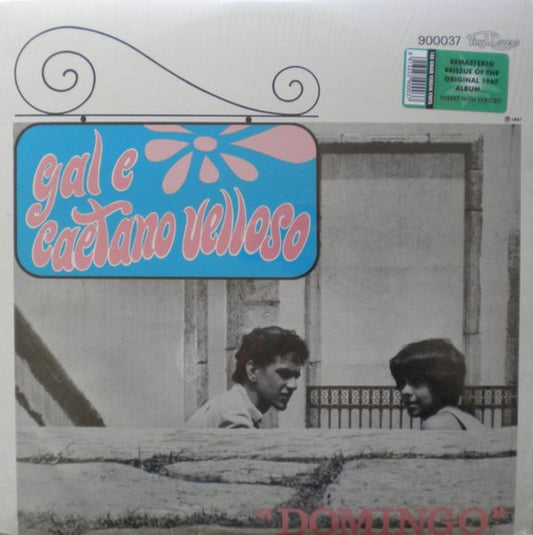 900037
REMASTERED
REISSUE OF THE
ORIGINAL 1967
ALBUM...
INSERT WITH LYRICS!!
gal e
caetano velloso
"DOMINGO"